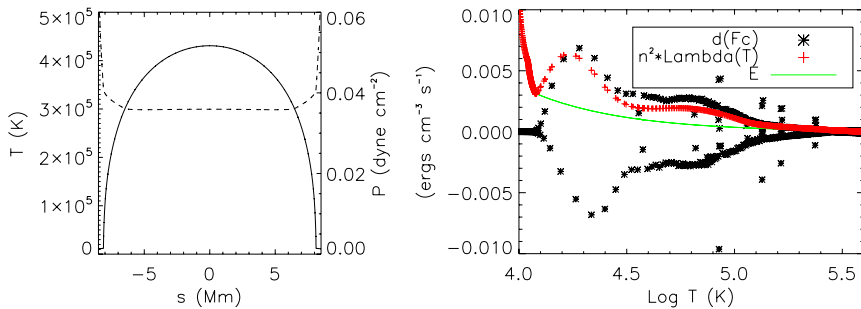 5×10⁵
4×10⁵
3×10⁵
2×10⁵
1×10⁵
0
T (K)
-5
0
5
s (Mm)
0.06
0.04
0.02
0.00
P (dyne cm⁻²)
0.010
0.005
0.000
-0.005
-0.010
(ergs cm⁻³ s⁻¹)
d(Fc)
n²*Lambda(T)
E
4.0
4.5
5.0
5.5
Log T (K)